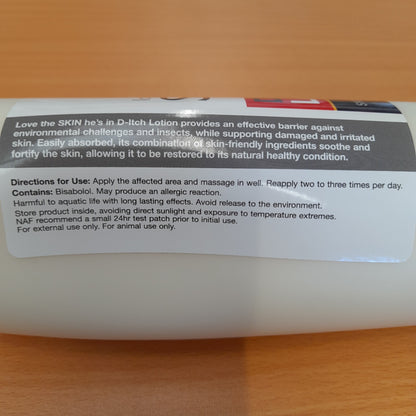 Love the SKIN he's in D-Itch Lotion provides an effective barrier against
environmental challenges and insects, while supporting damaged and irritated
skin. Easily absorbed, its combination of skin-friendly ingredients soothe and
fortify the skin, allowing it to be restored to its natural healthy condition.
Directions for Use: Apply the affected area and massage in well. Reapply two to three times per day.
Contains: Bisabolol. May produce an allergic reaction.
Harmful to aquatic life with long lasting effects. Avoid release to the environment.
Store product inside, avoiding direct sunlight and exposure to temperature extremes.
NAF recommend a small 24hr test patch prior to initial use.
For external use only. For animal use only.